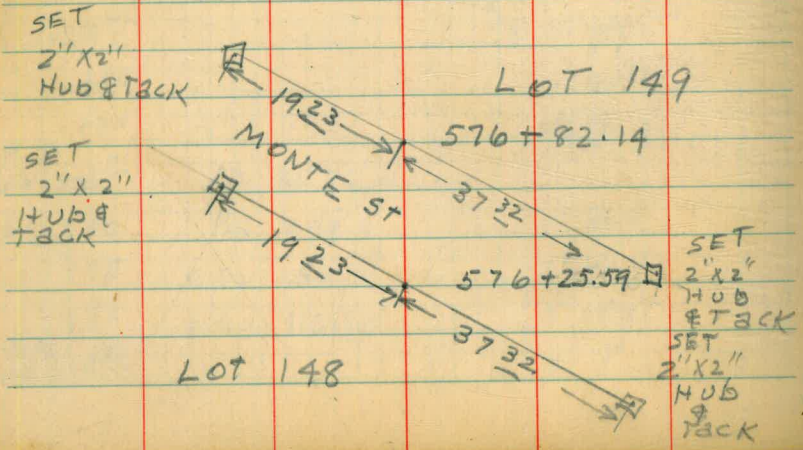 SET
2" X2"
Hub & Tack
LOT 149
19.23
576 + 82.14
MONTE St
37 32
SET
2" X 2"
Hub &
Tack
19 23
576 +25.59
SET
2" X2"
HUB
& Tack
37 32
SET
2" X2"
HUB
&
Tack
LOT 148